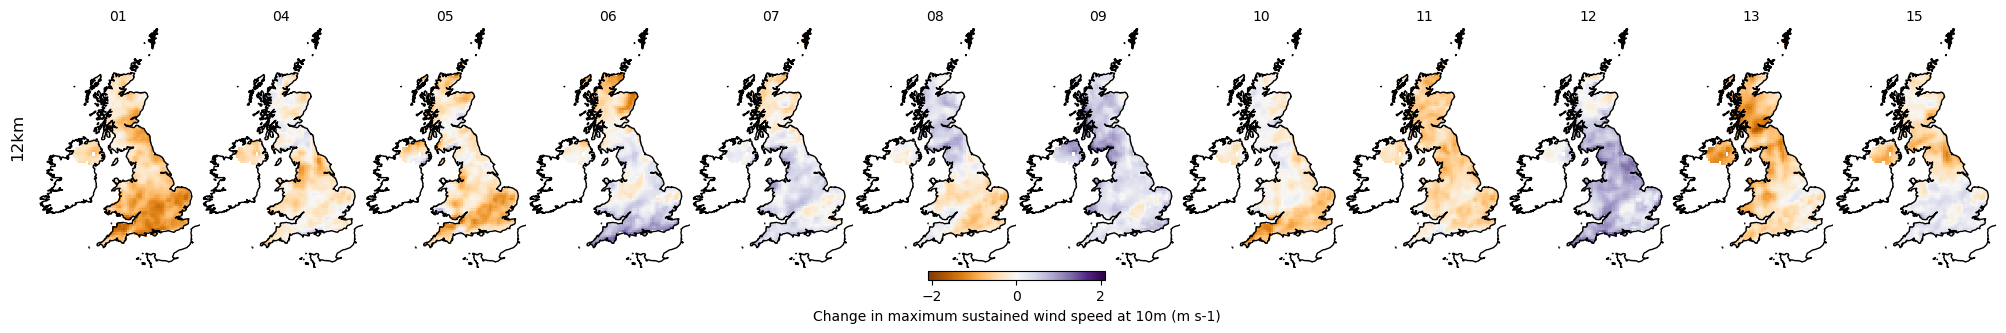 01 04 05 06 07 08 09 10 11 12 13 15
12km
−2 0 2
Change in maximum sustained wind speed at 10m (m s-1)